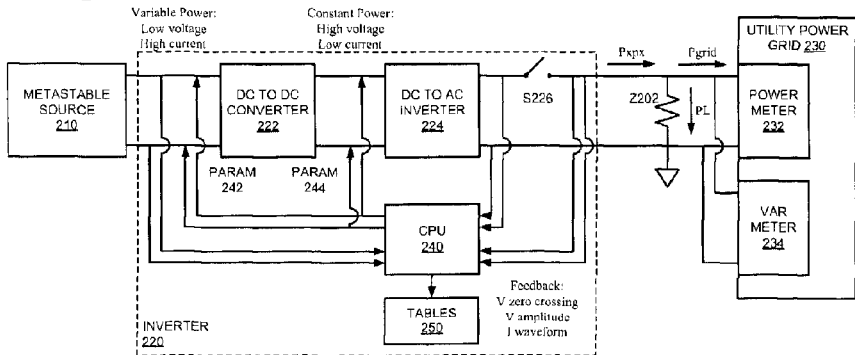 Variable Power:
Low voltage
High current
Constant Power:
High voltage
Low current
METASTABLE
SOURCE
210
DC TO DC
CONVERTER
222
DC TO AC
INVERTER
224
S226
Pxpx
Pgrid
Z202
PL
UTILITY POWER
GRID 230
POWER
METER
232
VAR
METER
234
PARAM
242
PARAM
244
CPU
240
TABLES
250
Feedback:
V zero crossing
V amplitude
I waveform
INVERTER
220